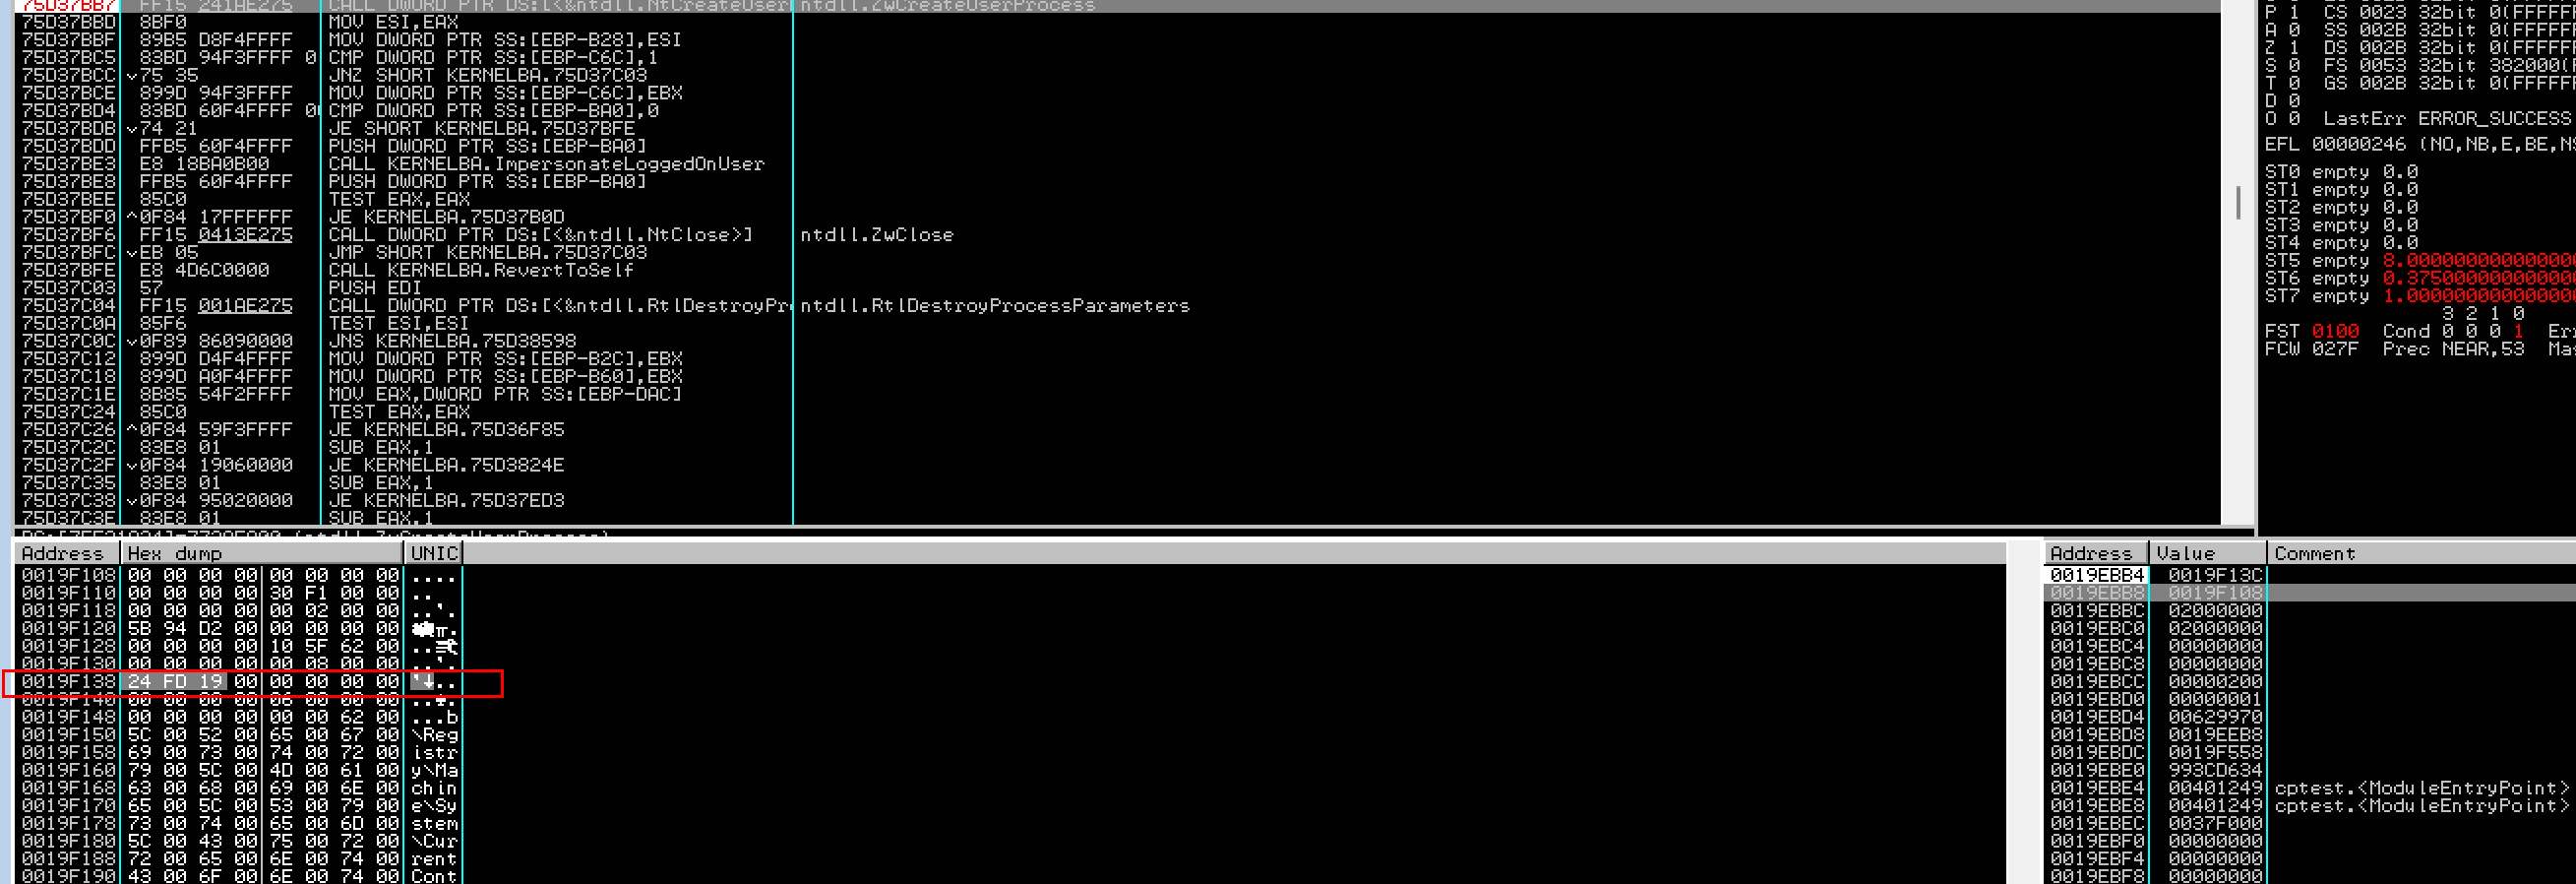 75D37BB7 FF15 241AE275 CALL DWORD PTR DS:[<&ntdll.NtCreateUser ntdll.ZwCreateUserProcess
75D37BBD 8BF0 MOV ESI,EAX
75D37BBF 89B5 D8F4FFFF MOV DWORD PTR SS:[EBP-B28],ESI
75D37BC5 83BD 94F3FFFF 0 CMP DWORD PTR SS:[EBP-C6C],1
75D37BCC 75 35 JNZ SHORT KERNELBA.75D37C03
75D37BCE 899D 94F3FFFF MOV DWORD PTR SS:[EBP-C6C],EBX
75D37BD4 83BD 60F4FFFF 0 CMP DWORD PTR SS:[EBP-BA0],0
75D37BDB 74 21 JE SHORT KERNELBA.75D37BFE
75D37BDD FFB5 60F4FFFF PUSH DWORD PTR SS:[EBP-BA0]
75D37BE3 E8 18BA0B00 CALL KERNELBA.ImpersonateLoggedOnUser
75D37BE8 FFB5 60F4FFFF PUSH DWORD PTR SS:[EBP-BA0]
75D37BEE 85C0 TEST EAX,EAX
75D37BF0 ^0F84 17FFFFFF JE KERNELBA.75D37B0D
75D37BF6 FF15 0413E275 CALL DWORD PTR DS:[<&ntdll.NtClose>] ntdll.ZwClose
75D37BFC EB 05 JMP SHORT KERNELBA.75D37C03
75D37BFE E8 4D6C0000 CALL KERNELBA.RevertToSelf
75D37C03 57 PUSH EDI
75D37C04 FF15 001AE275 CALL DWORD PTR DS:[<&ntdll.RtlDestroyPr ntdll.RtlDestroyProcessParameters
75D37C0A 85F6 TEST ESI,ESI
75D37C0C 0F89 86090000 JNS KERNELBA.75D38598
75D37C12 899D D4F4FFFF MOV DWORD PTR SS:[EBP-B2C],EBX
75D37C18 899D A0F4FFFF MOV DWORD PTR SS:[EBP-B60],EBX
75D37C1E 8B85 54F2FFFF MOV EAX,DWORD PTR SS:[EBP-DAC]
75D37C24 85C0 TEST EAX,EAX
75D37C26 ^0F84 59F3FFFF JE KERNELBA.75D36F85
75D37C2C 83E8 01 SUB EAX,1
75D37C2F 0F84 19060000 JE KERNELBA.75D3824E
75D37C35 83E8 01 SUB EAX,1
75D37C38 0F84 95020000 JE KERNELBA.75D37ED3
75D37C3E 83E8 01 SUB EAX,1
P 1 CS 0023 32bit 0(FFFFFF
A 0 SS 002B 32bit 0(FFFFFF
Z 1 DS 002B 32bit 0(FFFFFF
S 0 FS 0053 32bit 382000(F
T 0 GS 002B 32bit 0(FFFFFF
D 0
O 0 LastErr ERROR_SUCCESS
EFL 00000246 (NO,NB,E,BE,NS
ST0 empty 0.0
ST1 empty 0.0
ST2 empty 0.0
ST3 empty 0.0
ST4 empty 0.0
ST5 empty 8.0000000000000000
ST6 empty 0.3750000000000000
ST7 empty 1.0000000000000000
3 2 1 0
FST 0100 Cond 0 0 0 1 Err
FCW 027F Prec NEAR,53 Mas
Address Hex dump UNIC
0019F108 00 00 00 00 00 00 00 00 ....
0019F110 00 00 00 00 30 F1 00 00 ..
0019F118 00 00 00 00 00 02 00 00
0019F120 5B 94 D2 00 00 00 00 00
0019F128 00 00 00 00 10 5F 62 00
0019F130 00 00 00 00 00 08 00 00
0019F138 24 FD 19 00 00 00 00 00
0019F140 00 00 00 00 06 00 00 00
0019F148 00 00 00 00 00 00 62 00 ...b
0019F150 5C 00 52 00 65 00 67 00 \Reg
0019F158 69 00 73 00 74 00 72 00 istr
0019F160 79 00 5C 00 4D 00 61 00 y\Ma
0019F168 63 00 68 00 69 00 6E 00 chin
0019F170 65 00 5C 00 53 00 79 00 e\Sy
0019F178 73 00 74 00 65 00 6D 00 stem
0019F180 5C 00 43 00 75 00 72 00 \Cur
0019F188 72 00 65 00 6E 00 74 00 rent
0019F190 43 00 6F 00 6E 00 74 00 Cont
Address Value Comment
0019EBB4 0019F13C
0019EBB8 0019F108
0019EBBC 02000000
0019EBC0 02000000
0019EBC4 00000000
0019EBC8 00000000
0019EBCC 00000200
0019EBD0 00000001
0019EBD4 00629970
0019EBD8 0019EEB8
0019EBDC 0019F558
0019EBE0 993CD634
0019EBE4 00401249 cptest.<ModuleEntryPoint>
0019EBE8 00401249 cptest.<ModuleEntryPoint>
0019EBEC 0037F000
0019EBF0 00000000
0019EBF4 00000000
0019EBF8 00000000